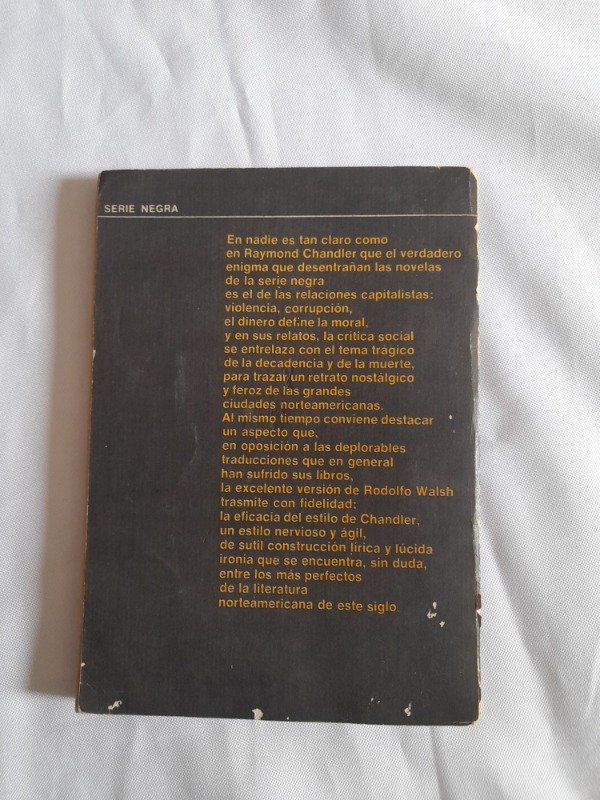 SERIE NEGRA
En nadie es tan claro como
en Raymond Chandler que el verdadero
enigma que desentrañan las novelas
de la serie negra
es el de las relaciones capitalistas:
violencia, corrupción,
el dinero define la moral,
y en sus relatos, la crítica social
se entrelaza con el tema trágico
de la decadencia y de la muerte,
para trazar un retrato nostálgico
y feroz de las grandes
ciudades norteamericanas.
Al mismo tiempo conviene destacar
un aspecto que,
en oposición a las deplorables
traducciones que en general
han sufrido sus libros,
la excelente versión de Rodolfo Walsh
trasmite con fidelidad:
la eficacia del estilo de Chandler,
un estilo nervioso y ágil,
de sutil construcción lírica y lúcida
ironía que se encuentra, sin duda,
entre los más perfectos
de la literatura
norteamericana de este siglo.